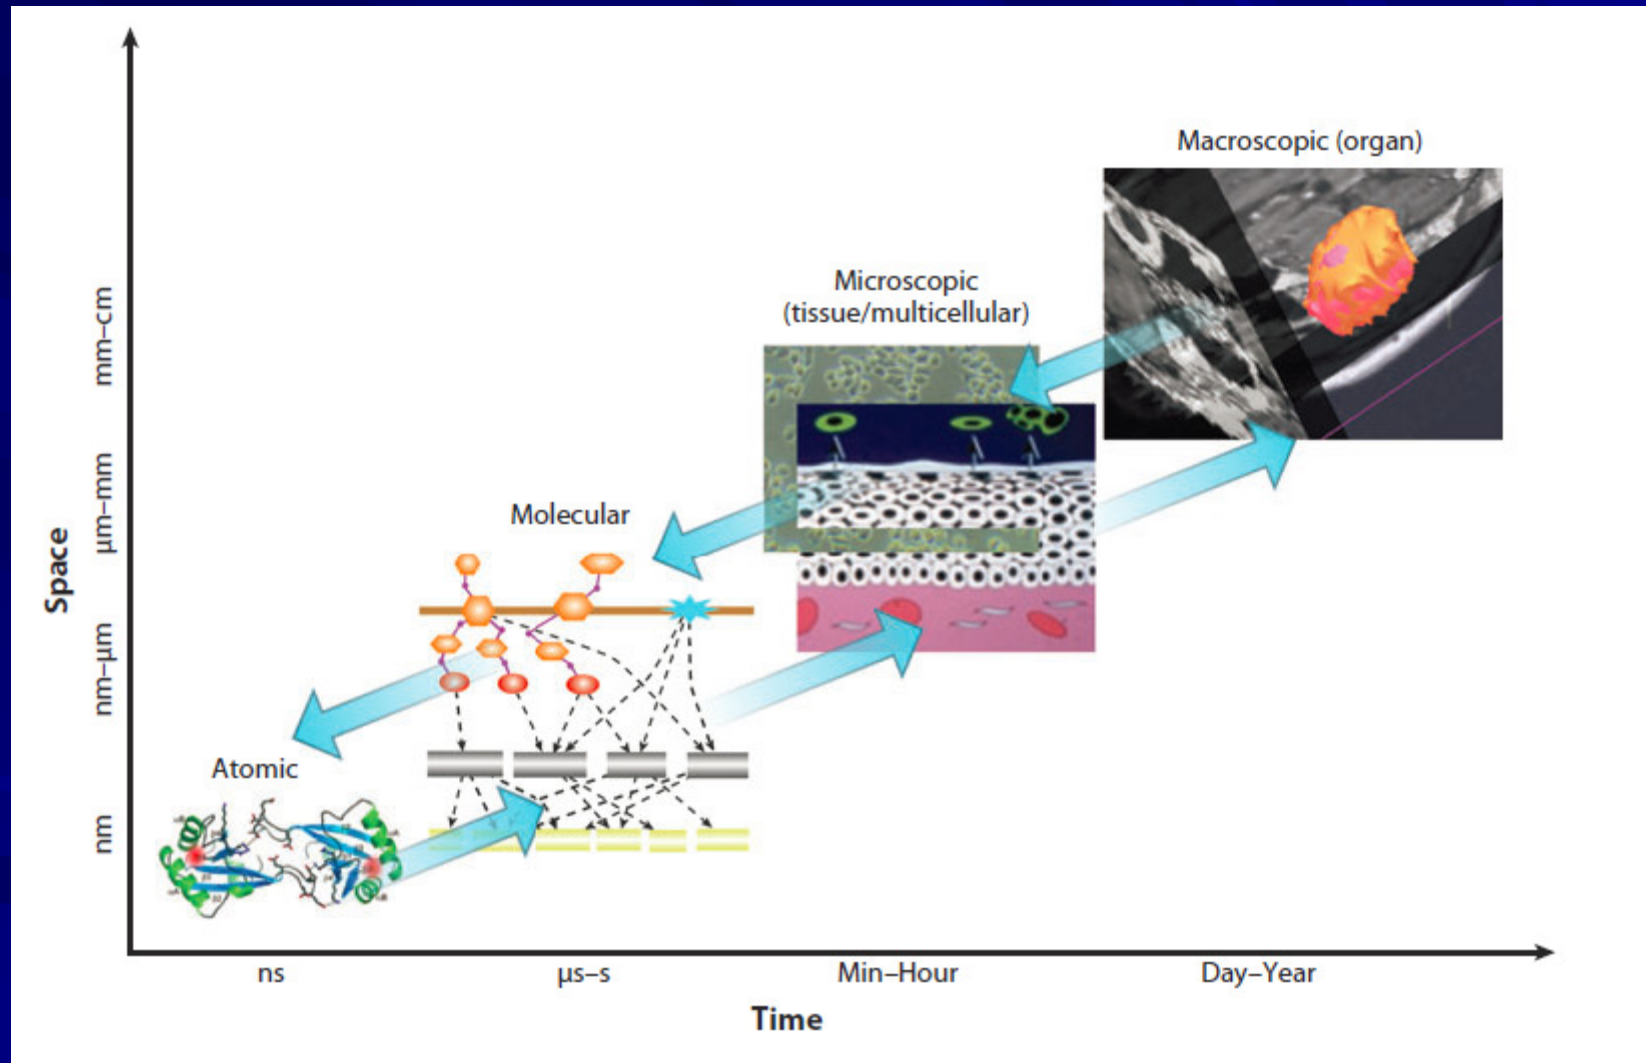 Macroscopic (organ)
Microscopic
(tissue/multicellular)
Molecular
Atomic
Space
mm–cm
μm–mm
nm–μm
nm
ns
μs–s
Min–Hour
Day–Year
Time